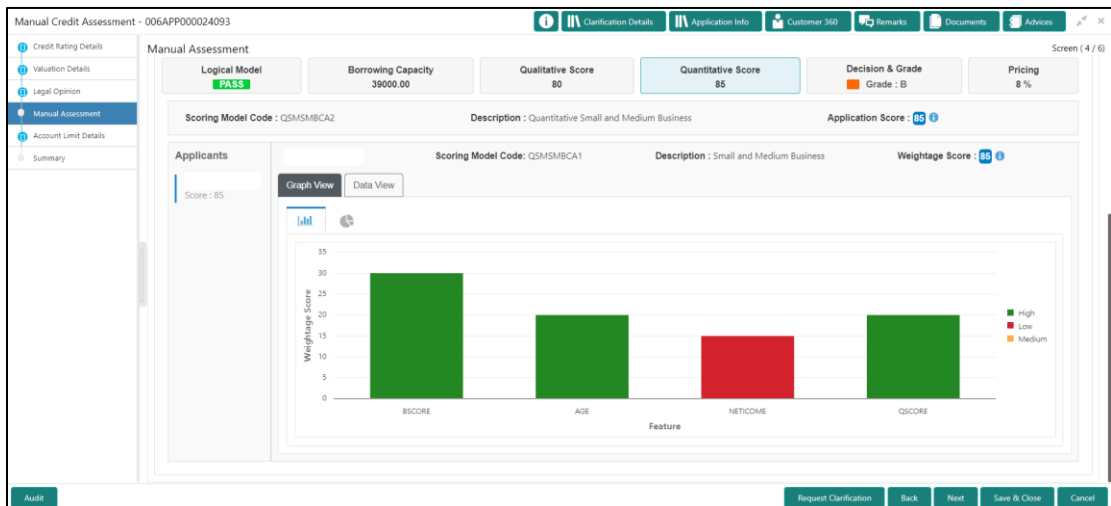 Manual Credit Assessment - 006APP000024093
Clarification Details
Application Info
Customer 360
Remarks
Documents
Advices
Credit Rating Details
Valuation Details
Legal Opinion
Manual Assessment
Account Limit Details
Summary
Manual Assessment
Screen ( 4 / 6)
Logical Model
PASS
Borrowing Capacity
39000.00
Qualitative Score
80
Quantitative Score
85
Decision & Grade
Grade : B
Pricing
8 %
Scoring Model Code : QSMSMBCA2
Description : Quantitative Small and Medium Business
Application Score : 85
Applicants
Score : 85
Scoring Model Code: QSMSMBCA1
Description : Small and Medium Business
Weightage Score : 85
Graph View
Data View
35
30
25
20
15
10
5
0
Weightage Score
BSCORE
AGE
NETICOME
QSCORE
Feature
High
Low
Medium
Audit
Request Clarification
Back
Next
Save & Close
Cancel